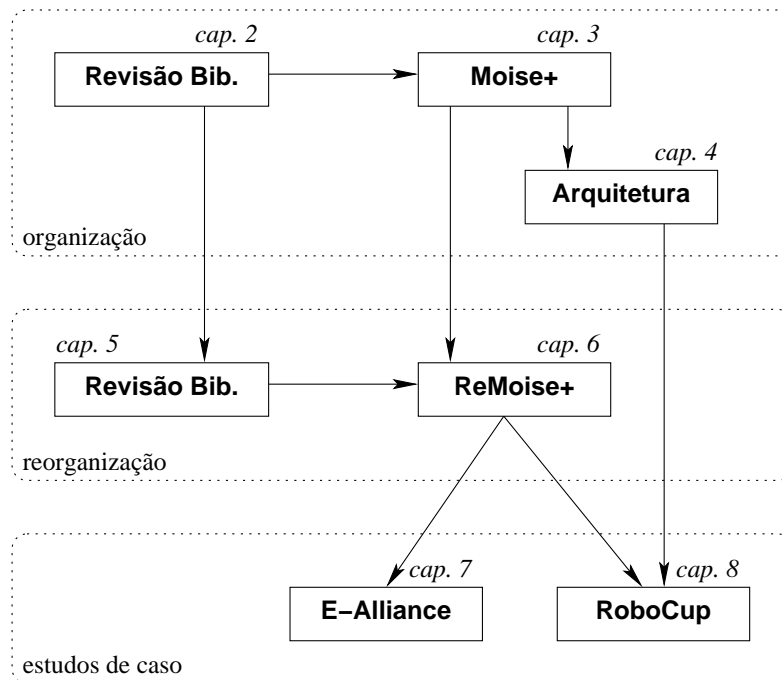 cap. 2
cap. 3
Revisão Bib.
Moise+
cap. 4
Arquitetura
organização
cap. 5
cap. 6
Revisão Bib.
ReMoise+
reorganização
cap. 7
cap. 8
E−Alliance
RoboCup
estudos de caso